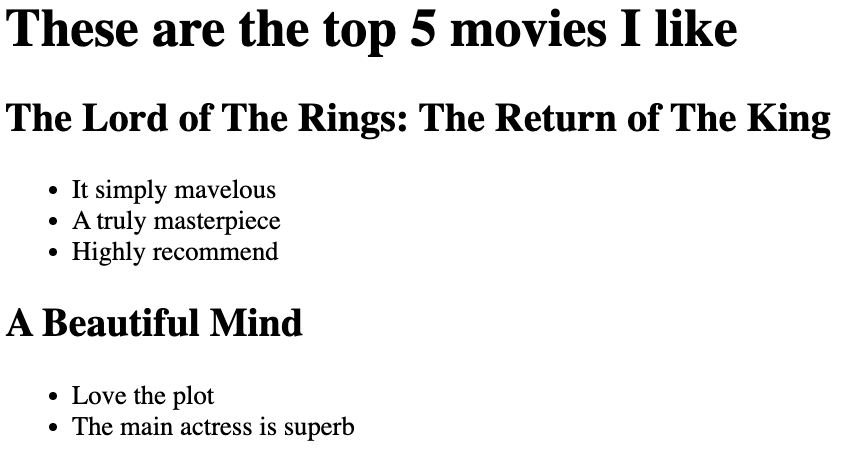 These are the top 5 movies I like
The Lord of The Rings: The Return of The King
• It simply mavelous
• A truly masterpiece
• Highly recommend
A Beautiful Mind
• Love the plot
• The main actress is superb